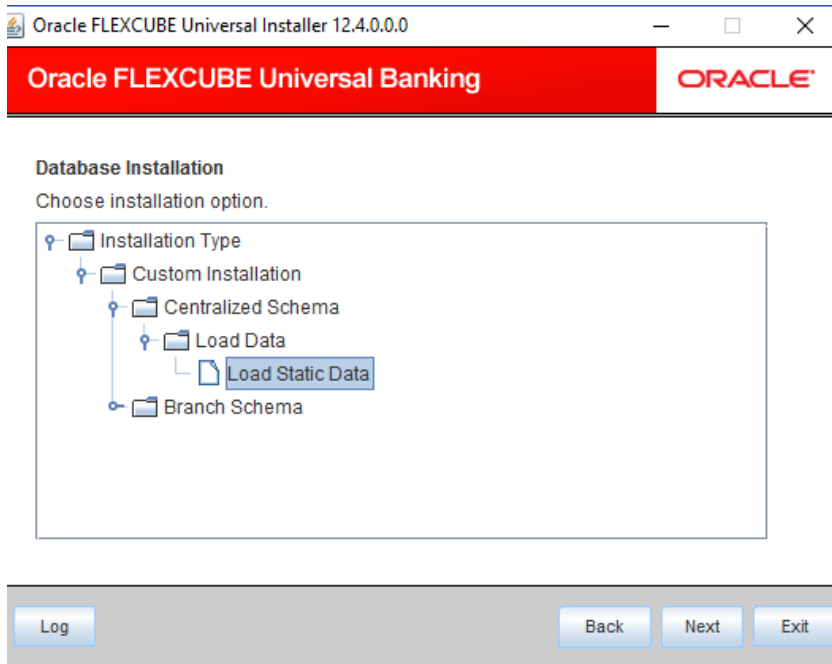 Oracle FLEXCUBE Universal Installer 12.4.0.0.0
Oracle FLEXCUBE Universal Banking
ORACLE
Database Installation
Choose installation option.
Installation Type
Custom Installation
Centralized Schema
Load Data
Load Static Data
Branch Schema
Log
Back
Next
Exit